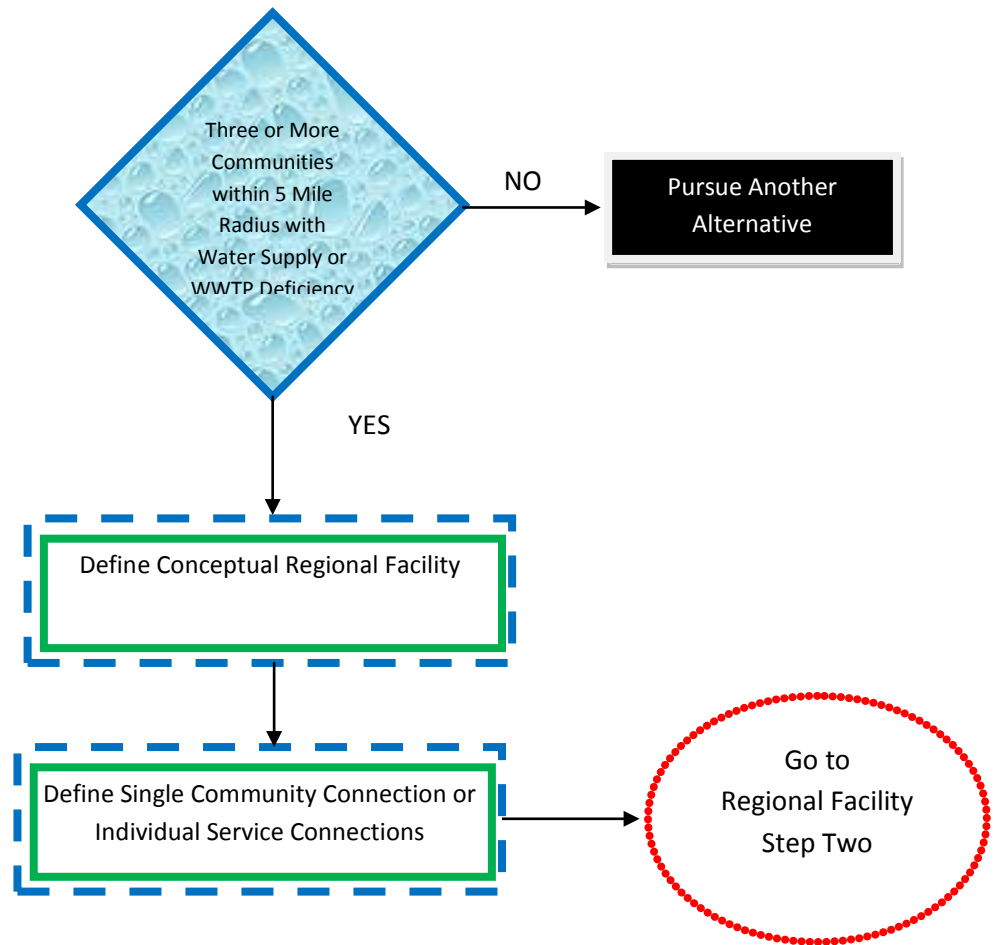 Three or More
Communities
within 5 Mile
Radius with
Water Supply or
WWTP Deficiency
NO
Pursue Another
Alternative
YES
Define Conceptual Regional Facility
Define Single Community Connection or
Individual Service Connections
Go to
Regional Facility
Step Two